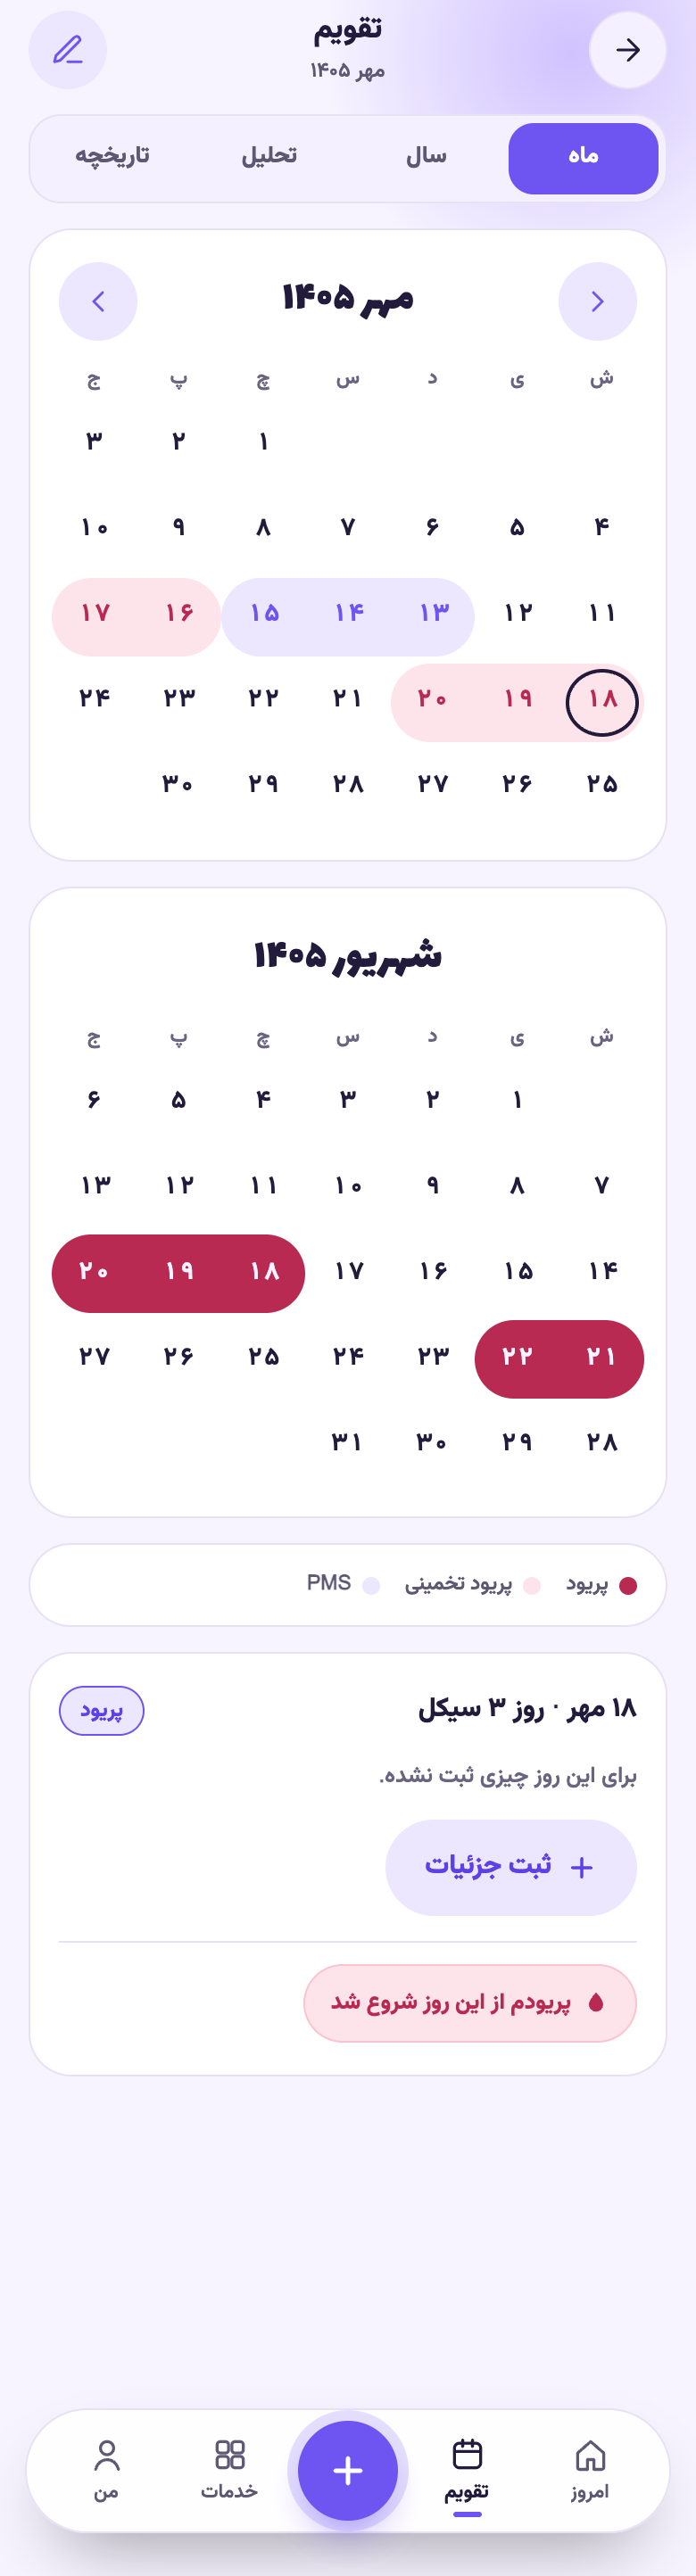 تقویم
مهر ۱۴۰۵
ماه سال تحلیل تاریخچه
مهر ۱۴۰۵
ش ی د س چ پ ج
۱ ۲ ۳
۴ ۵ ۶ ۷ ۸ ۹ ۱۰
۱۱ ۱۲ ۱۳ ۱۴ ۱۵ ۱۶ ۱۷
۱۸ ۱۹ ۲۰ ۲۱ ۲۲ ۲۳ ۲۴
۲۵ ۲۶ ۲۷ ۲۸ ۲۹ ۳۰
شهریور ۱۴۰۵
ش ی د س چ پ ج
۱ ۲ ۳ ۴ ۵ ۶
۷ ۸ ۹ ۱۰ ۱۱ ۱۲ ۱۳
۱۴ ۱۵ ۱۶ ۱۷ ۱۸ ۱۹ ۲۰
۲۱ ۲۲ ۲۳ ۲۴ ۲۵ ۲۶ ۲۷
۲۸ ۲۹ ۳۰ ۳۱
پریود پریود تخمینی PMS
۱۸ مهر · روز ۳ سیکل پریود
برای این روز چیزی ثبت نشده.
ثبت جزئیات
پریودم از این روز شروع شد
امروز تقویم خدمات من